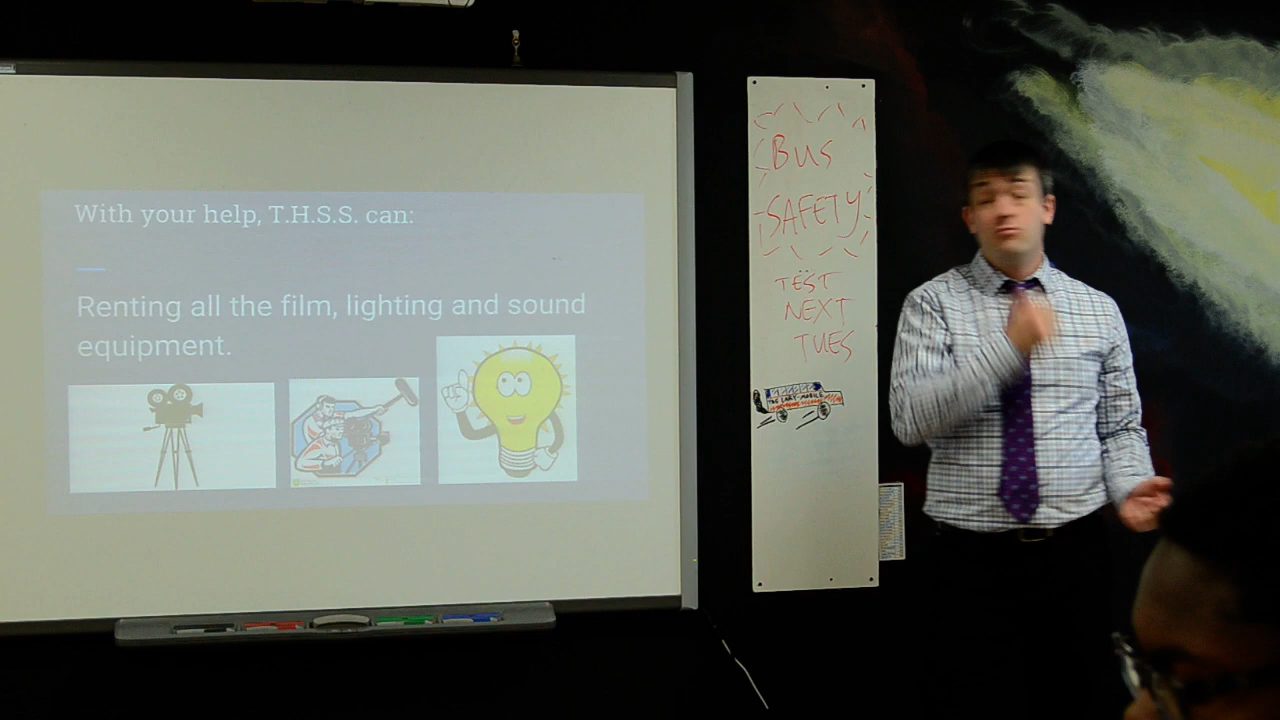 With your help, T.H.S.S. can:
Renting all the film, lighting and sound
equipment.
BUS
SAFETY
TEST
NEXT
TUES